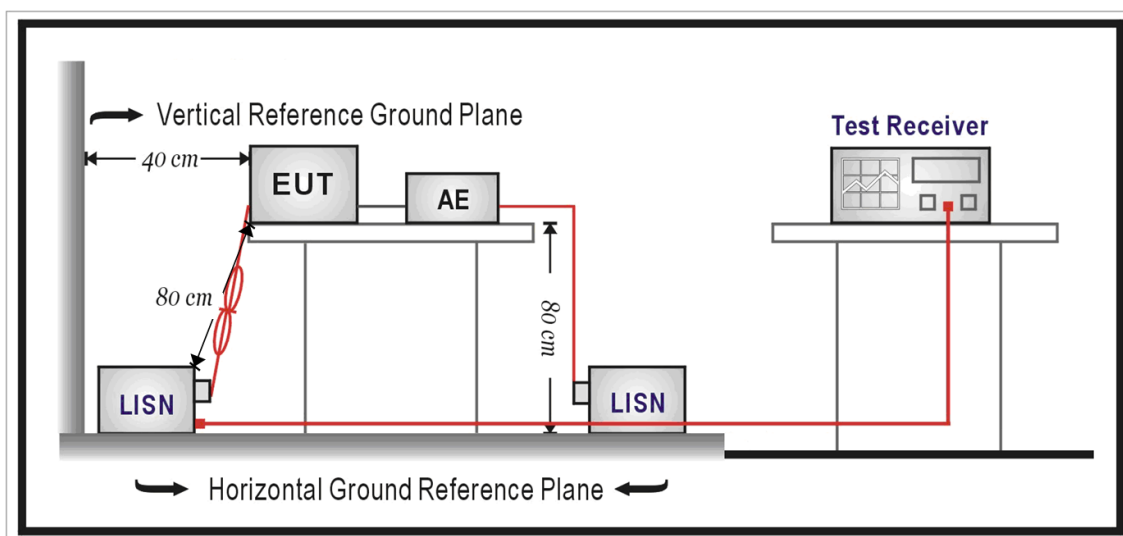 Vertical Reference Ground Plane
Test Receiver
40 cm
EUT
AE
80 cm
80 cm
LISN
LISN
Horizontal Ground Reference Plane